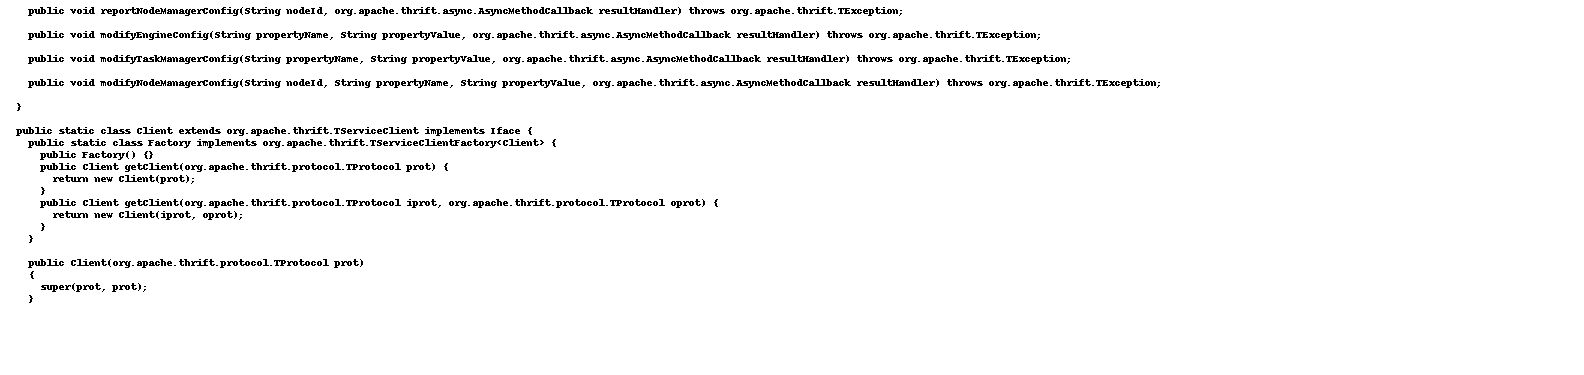 public void reportNodeManagerConfig(String nodeId, org.apache.thrift.async.AsyncMethodCallback resultHandler) throws org.apache.thrift.TException;
public void modifyEngineConfig(String propertyName, String propertyValue, org.apache.thrift.async.AsyncMethodCallback resultHandler) throws org.apache.thrift.TException;
public void modifyTaskManagerConfig(String propertyName, String propertyValue, org.apache.thrift.async.AsyncMethodCallback resultHandler) throws org.apache.thrift.TException;
public void modifyNodeManagerConfig(String nodeId, String propertyName, String propertyValue, org.apache.thrift.async.AsyncMethodCallback resultHandler) throws org.apache.thrift.TException;
}
public static class Client extends org.apache.thrift.TServiceClient implements Iface {
public static class Factory implements org.apache.thrift.TServiceClientFactory<Client> {
public Factory() {}
public Client getClient(org.apache.thrift.protocol.TProtocol prot) {
return new Client(prot);
}
public Client getClient(org.apache.thrift.protocol.TProtocol iprot, org.apache.thrift.protocol.TProtocol oprot) {
return new Client(iprot, oprot);
}
}
public Client(org.apache.thrift.protocol.TProtocol prot)
{
super(prot, prot);
}